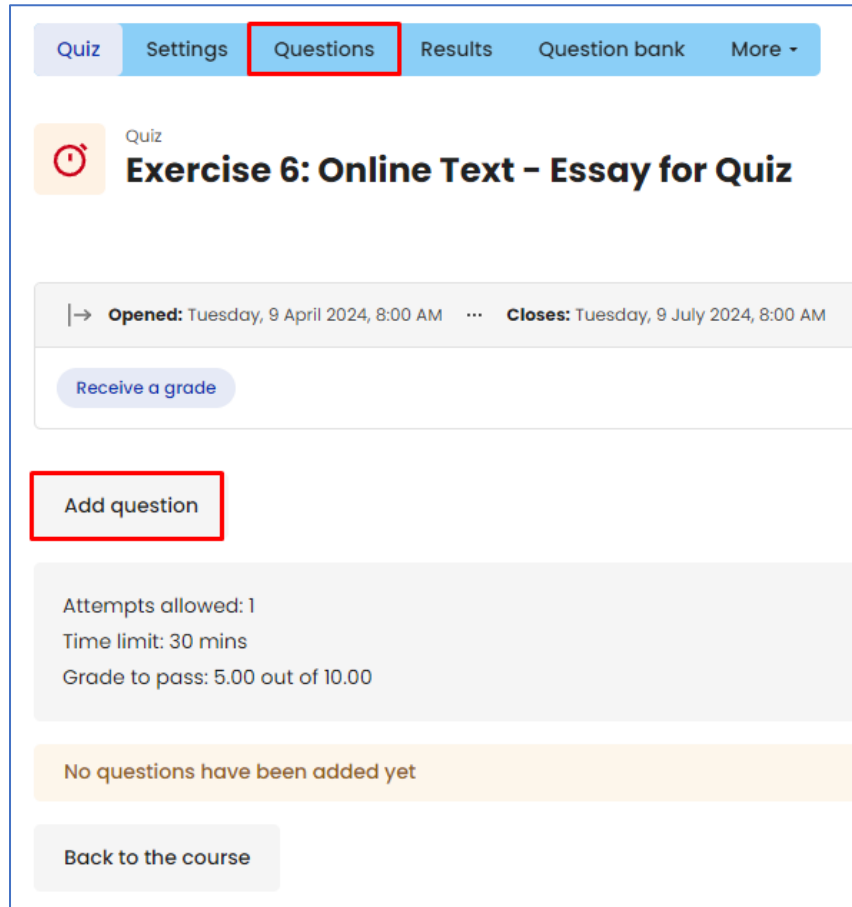 Quiz Settings Questions Results Question bank More
Quiz
Exercise 6: Online Text - Essay for Quiz
Opened: Tuesday, 9 April 2024, 8:00 AM ··· Closes: Tuesday, 9 July 2024, 8:00 AM
Receive a grade
Add question
Attempts allowed: 1
Time limit: 30 mins
Grade to pass: 5.00 out of 10.00
No questions have been added yet
Back to the course